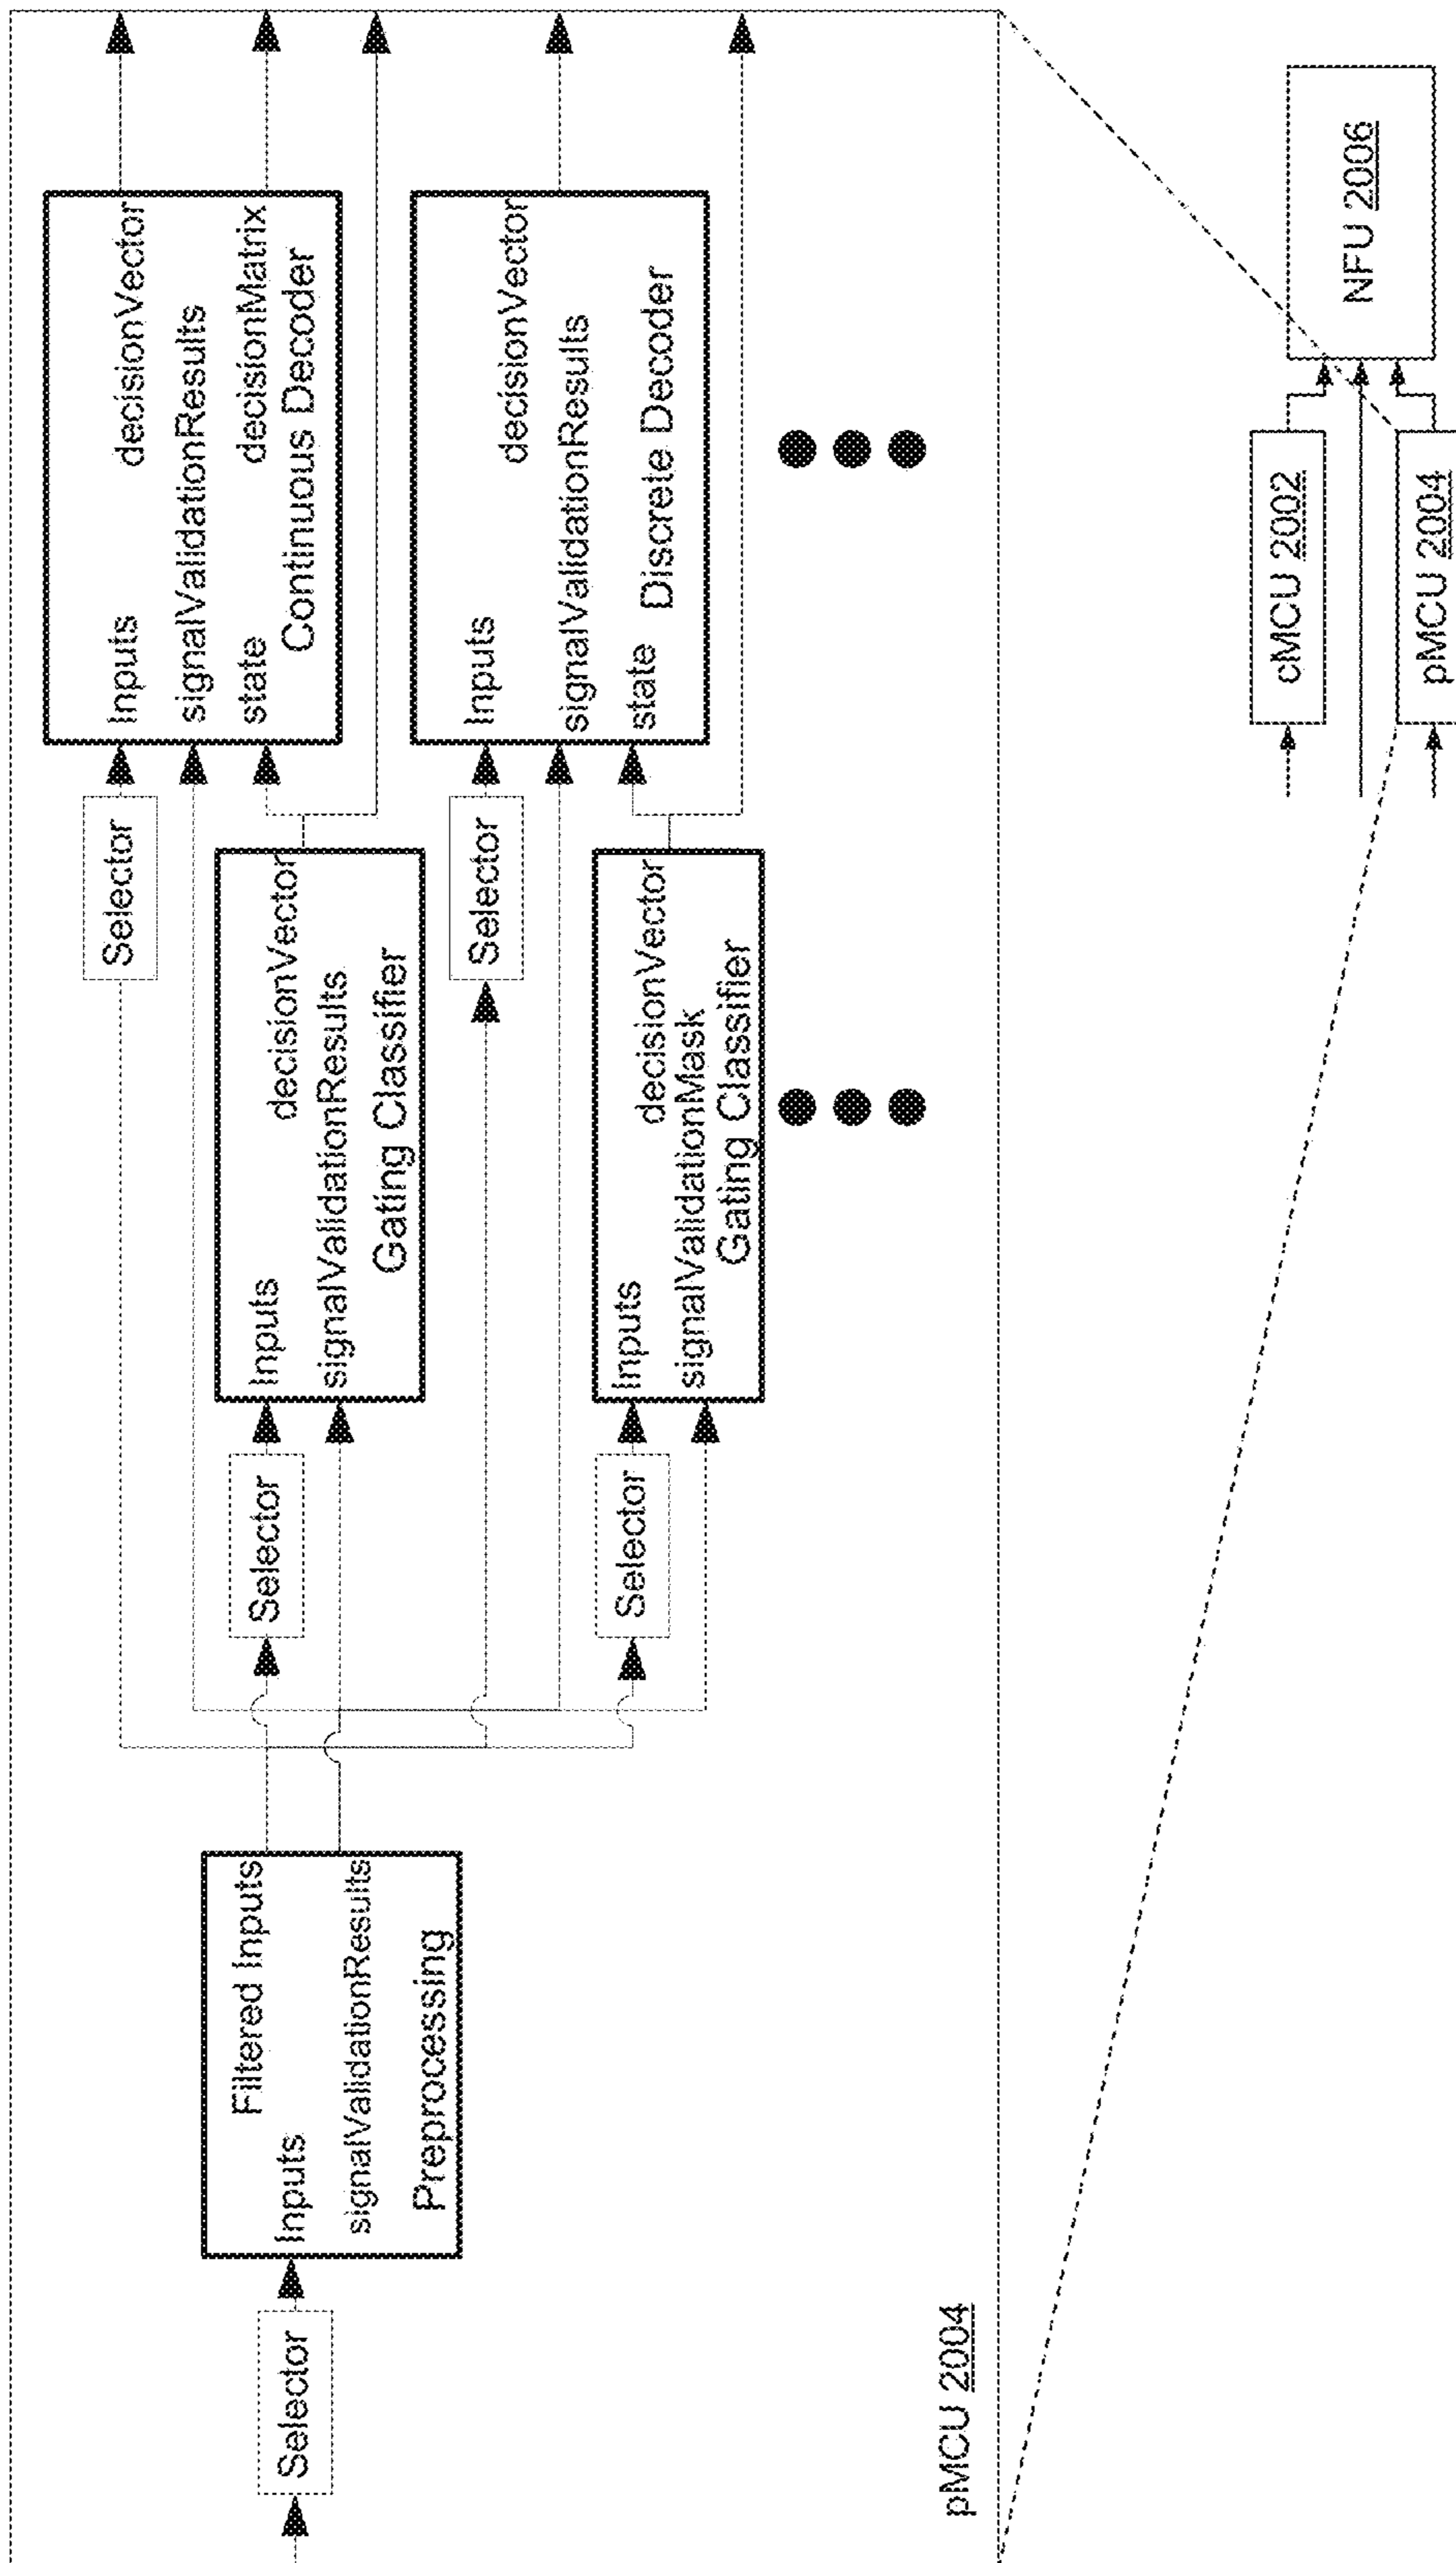 Selector
Filtered Inputs
Inputs
signalValidationResults
Preprocessing
Selector
Inputs
decisionVector
signalValidationResults
Gating Classifier
Selector
Inputs
decisionVector
signalValidationMask
Gating Classifier
Selector
Inputs
decisionVector
signalValidationResults
state
decisionMatrix
Continuous Decoder
Selector
Inputs
decisionVector
signalValidationResults
state
Discrete Decoder
pMCU 2004
cMCU 2002
pMCU 2004
NFU 2006